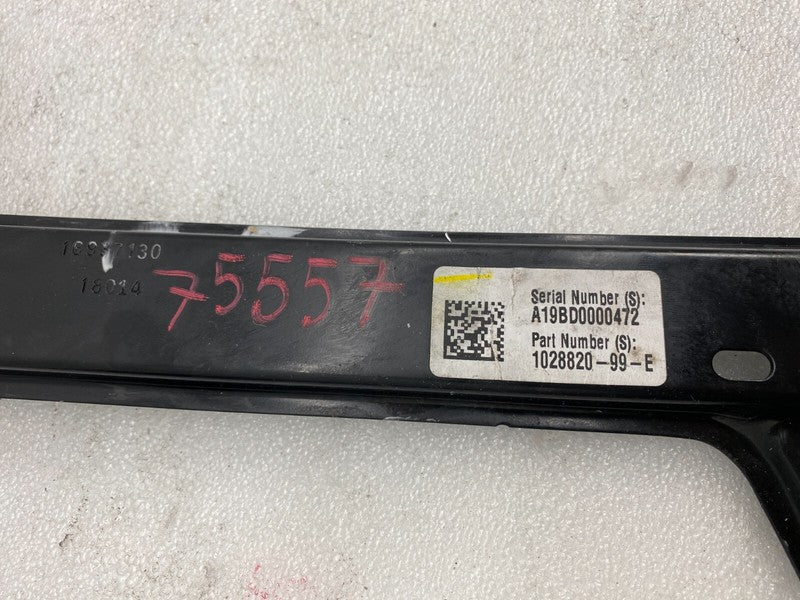 18014
75557
Serial Number (S):
A19BD0000472
Part Number (S):
1028820-99-E